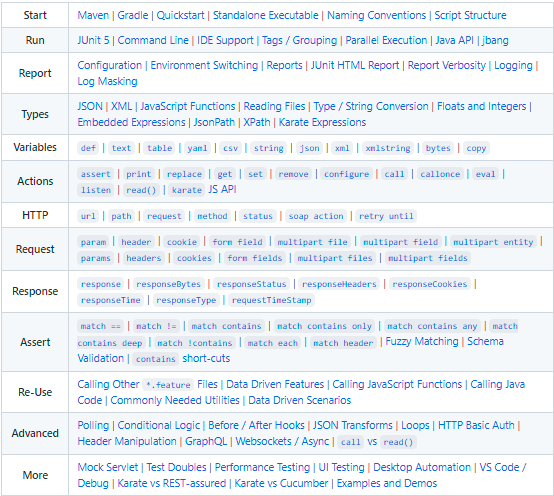 Start
Maven | Gradle | Quickstart | Standalone Executable | Naming Conventions | Script Structure
Run
JUnit 5 | Command Line | IDE Support | Tags / Grouping | Parallel Execution | Java API | jbang
Report
Configuration | Environment Switching | Reports | JUnit HTML Report | Report Verbosity | Logging |
Log Masking
Types
JSON | XML | JavaScript Functions | Reading Files | Type / String Conversion | Floats and Integers |
Embedded Expressions | JsonPath | XPath | Karate Expressions
Variables
def | text | table | yaml | csv | string | json | xml | xmlstring | bytes | copy
Actions
assert | print | replace | get | set | remove | configure | call | callonce | eval |
listen | read() | karate JS API
HTTP
url | path | request | method | status | soap action | retry until
Request
param | header | cookie | form field | multipart file | multipart field | multipart entity |
params | headers | cookies | form fields | multipart files | multipart fields
Response
response | responseBytes | responseStatus | responseHeaders | responseCookies |
responseTime | responseType | requestTimeStamp
Assert
match == | match != | match contains | match contains only | match contains any | match
contains deep | match !contains | match each | match header | Fuzzy Matching | Schema
Validation | contains short-cuts
Re-Use
Calling Other *.feature Files | Data Driven Features | Calling JavaScript Functions | Calling Java
Code | Commonly Needed Utilities | Data Driven Scenarios
Advanced
Polling | Conditional Logic | Before / After Hooks | JSON Transforms | Loops | HTTP Basic Auth |
Header Manipulation | GraphQL | Websockets / Async | call vs read()
More
Mock Servlet | Test Doubles | Performance Testing | UI Testing | Desktop Automation | VS Code /
Debug | Karate vs REST-assured | Karate vs Cucumber | Examples and Demos